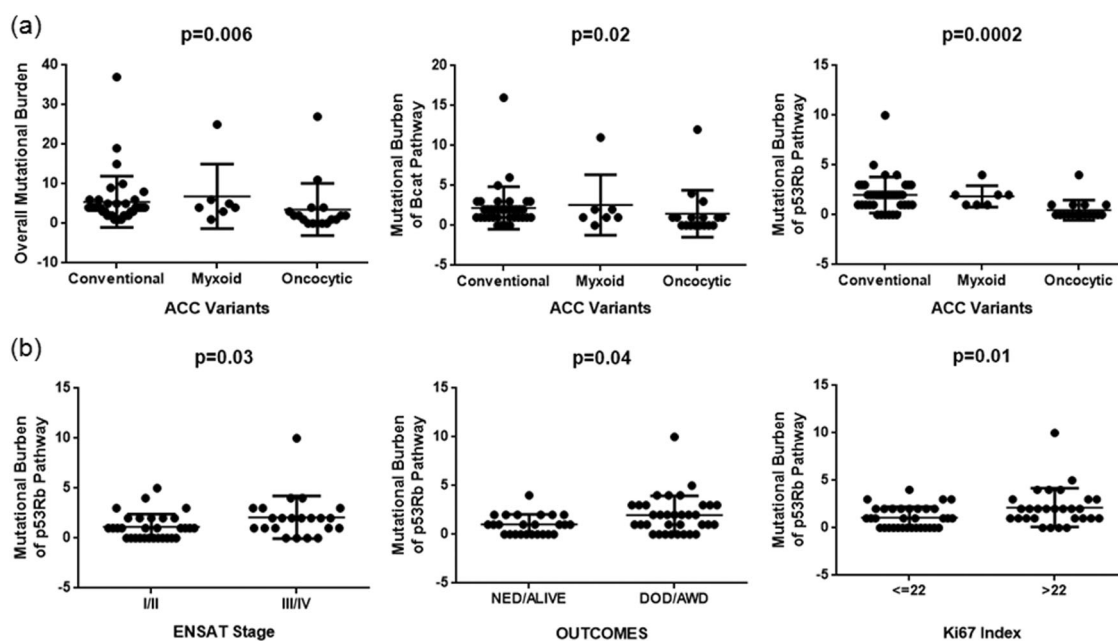 (a)
p=0.006
Overall Mutational Burden
40
30
20
10
0
-10
Conventional Myxoid Oncocytic
ACC Variants
p=0.02
Mutational Burben
of Bcat Pathway
20
15
10
5
0
-5
Conventional Myxoid Oncocytic
ACC Variants
p=0.0002
Mutational Burben
of p53Rb Pathway
15
10
5
0
-5
Conventional Myxoid Oncocytic
ACC Variants
(b)
p=0.03
Mutational Burben
of p53Rb Pathway
15
10
5
0
-5
I/II III/IV
ENSAT Stage
p=0.04
Mutational Burben
of p53Rb Pathway
15
10
5
0
-5
NED/ALIVE DOD/AWD
OUTCOMES
p=0.01
Mutational Burben
of p53Rb Pathway
15
10
5
0
-5
<=22 >22
Ki67 Index